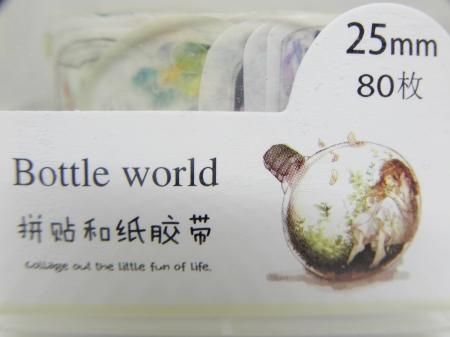 25mm
80枚
Bottle world
拼贴和纸胶带
Collage out the little fun of life.